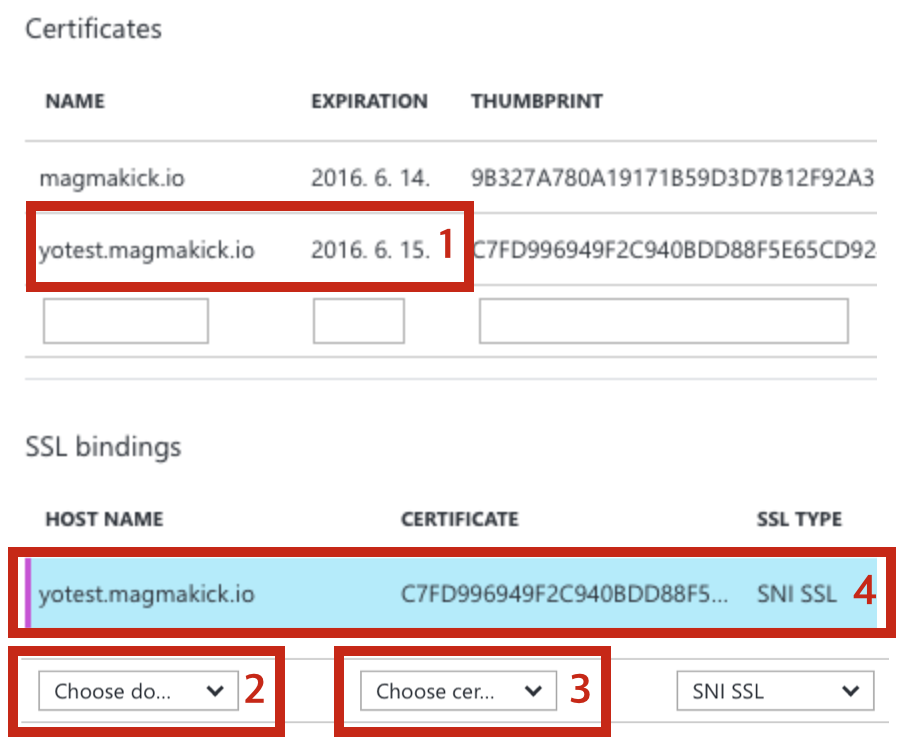 Certificates
NAME EXPIRATION THUMBPRINT
magmakick.io 2016. 6. 14. 9B327A780A19171B59D3D7B12F92A3
yotest.magmakick.io 2016. 6. 15. 1 C7FD996949F2C940BDD88F5E65CD92
SSL bindings
HOST NAME CERTIFICATE SSL TYPE
yotest.magmakick.io C7FD996949F2C940BDD88F5... SNI SSL 4
Choose do... 2 Choose cer... 3 SNI SSL